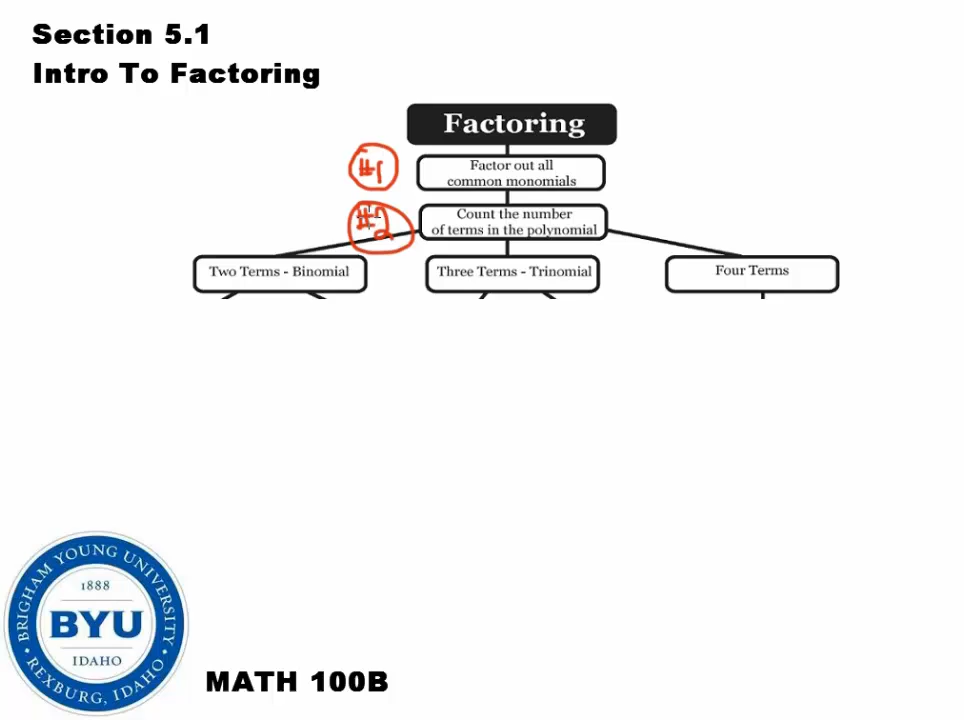 Section 5.1
Intro To Factoring
Factoring
#1
Factor out all
common monomials
#2
Count the number
of terms in the polynomial
Two Terms - Binomial
Three Terms - Trinomial
Four Terms
BRIGHAM YOUNG UNIVERSITY
1888
BYU
IDAHO
REXBURG, IDAHO
MATH 100B